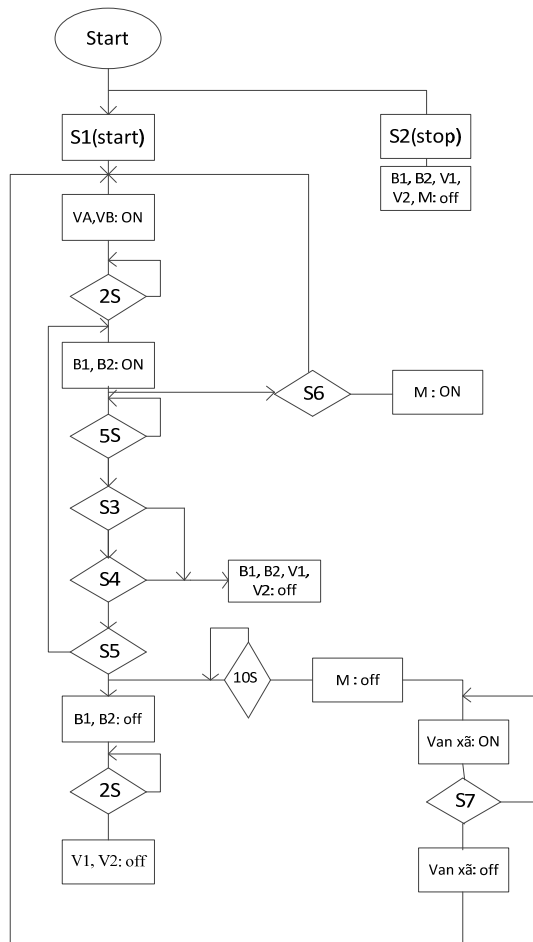 Start
S1(start)
S2(stop)
B1, B2, V1,
V2, M: off
VA,VB: ON
2S
B1, B2: ON
S6
M : ON
5S
S3
S4
B1, B2, V1,
V2: off
S5
10S
M : off
B1, B2: off
Van xã: ON
2S
S7
V1, V2: off
Van xã: off